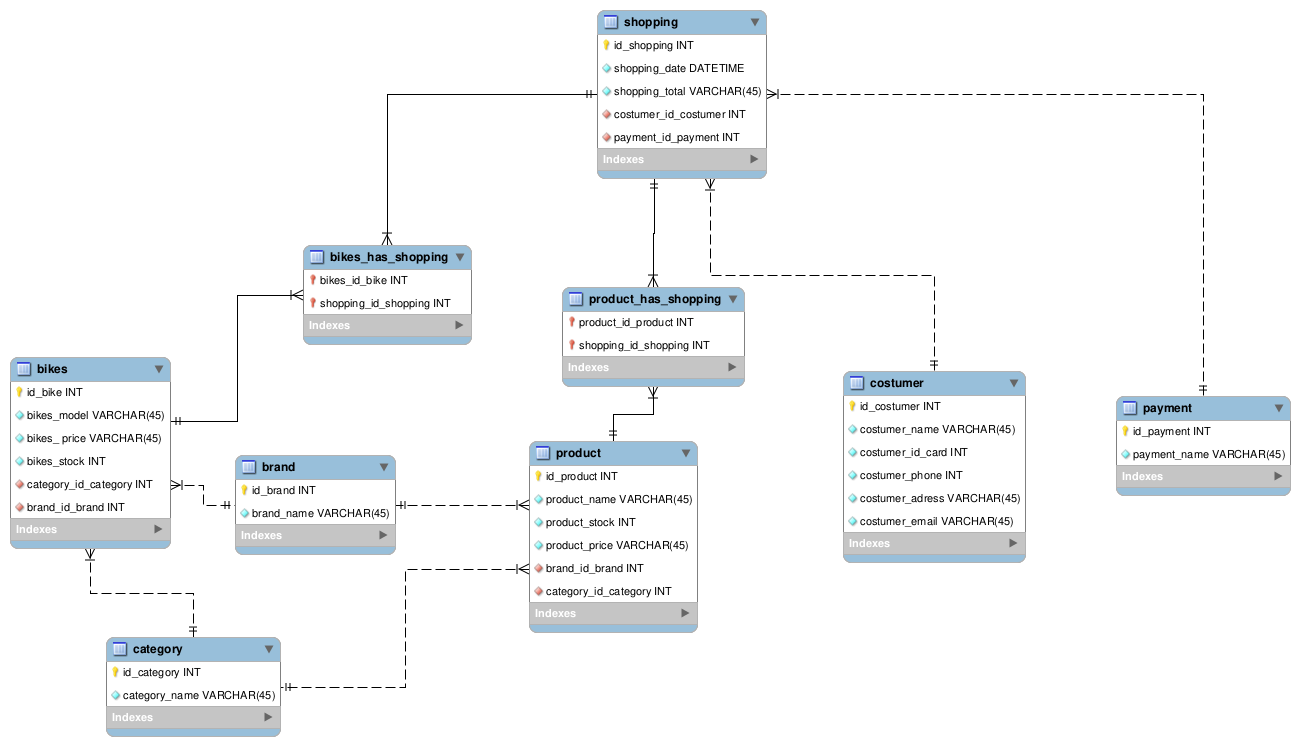 shopping
id_shopping INT
shopping_date DATETIME
shopping_total VARCHAR(45)
costumer_id_costumer INT
payment_id_payment INT
Indexes
bikes_has_shopping
bikes_id_bike INT
shopping_id_shopping INT
Indexes
product_has_shopping
product_id_product INT
shopping_id_shopping INT
Indexes
bikes
id_bike INT
bikes_model VARCHAR(45)
bikes_ price VARCHAR(45)
bikes_stock INT
category_id_category INT
brand_id_brand INT
Indexes
brand
id_brand INT
brand_name VARCHAR(45)
Indexes
product
id_product INT
product_name VARCHAR(45)
product_stock INT
product_price VARCHAR(45)
brand_id_brand INT
category_id_category INT
Indexes
costumer
id_costumer INT
costumer_name VARCHAR(45)
costumer_id_card INT
costumer_phone INT
costumer_adress VARCHAR(45)
costumer_email VARCHAR(45)
Indexes
payment
id_payment INT
payment_name VARCHAR(45)
Indexes
category
id_category INT
category_name VARCHAR(45)
Indexes